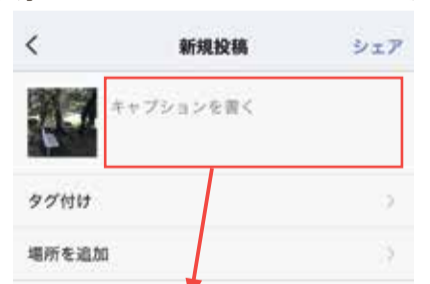 新規投稿
シェア
キャプションを書く
タグ付け
場所を追加